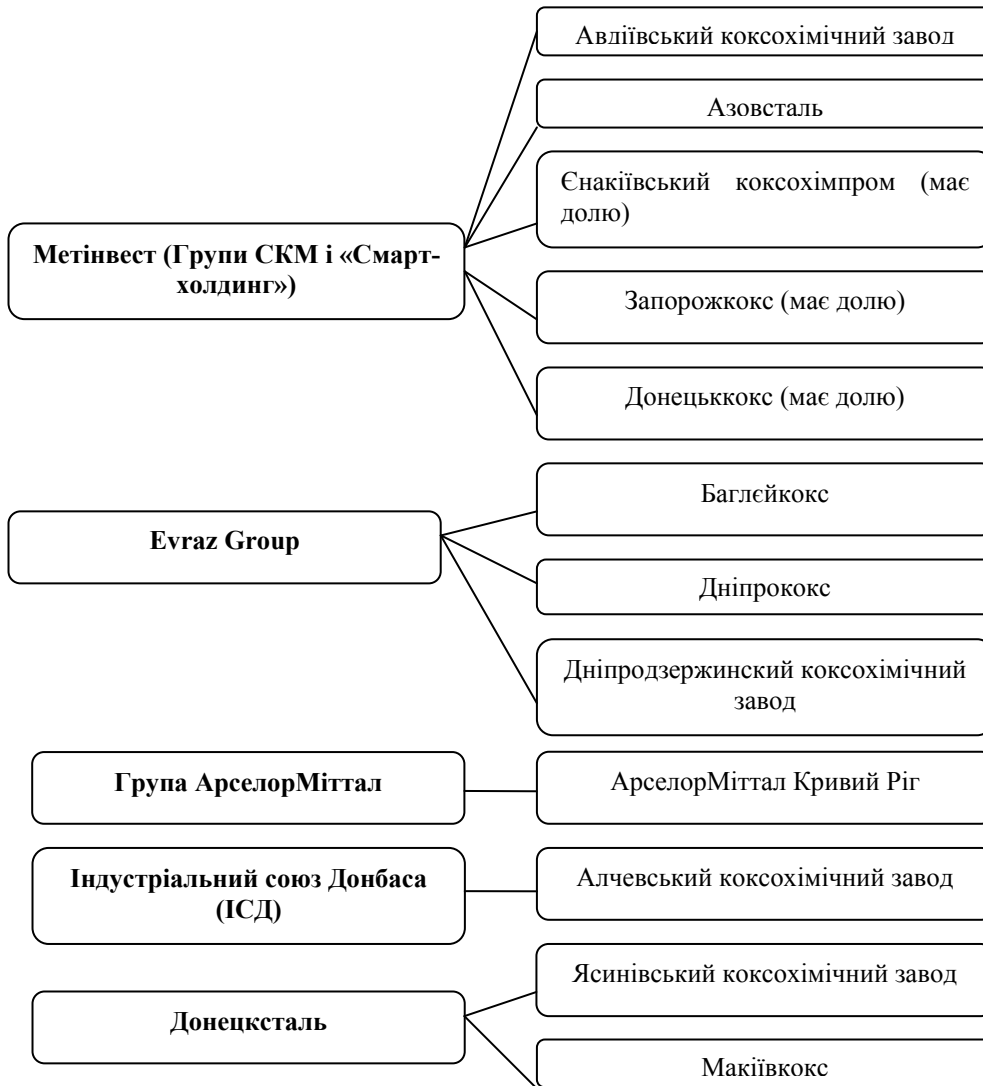 Авдіївський коксохімічний завод
Азовсталь
Єнакіївський коксохімпром (має
долю)
Метінвест (Групи СКМ і «Смарт-
холдинг»)
Запорожкокс (має долю)
Донецьккокс (має долю)
Баглєйкокс
Evraz Group
Дніпрококс
Дніпродзержинский коксохімічний
завод
Група АрселорМіттал
АрселорМіттал Кривий Ріг
Індустріальний союз Донбаса
(ІСД)
Алчевський коксохімічний завод
Ясинівський коксохімічний завод
Донецксталь
Макіївкокс